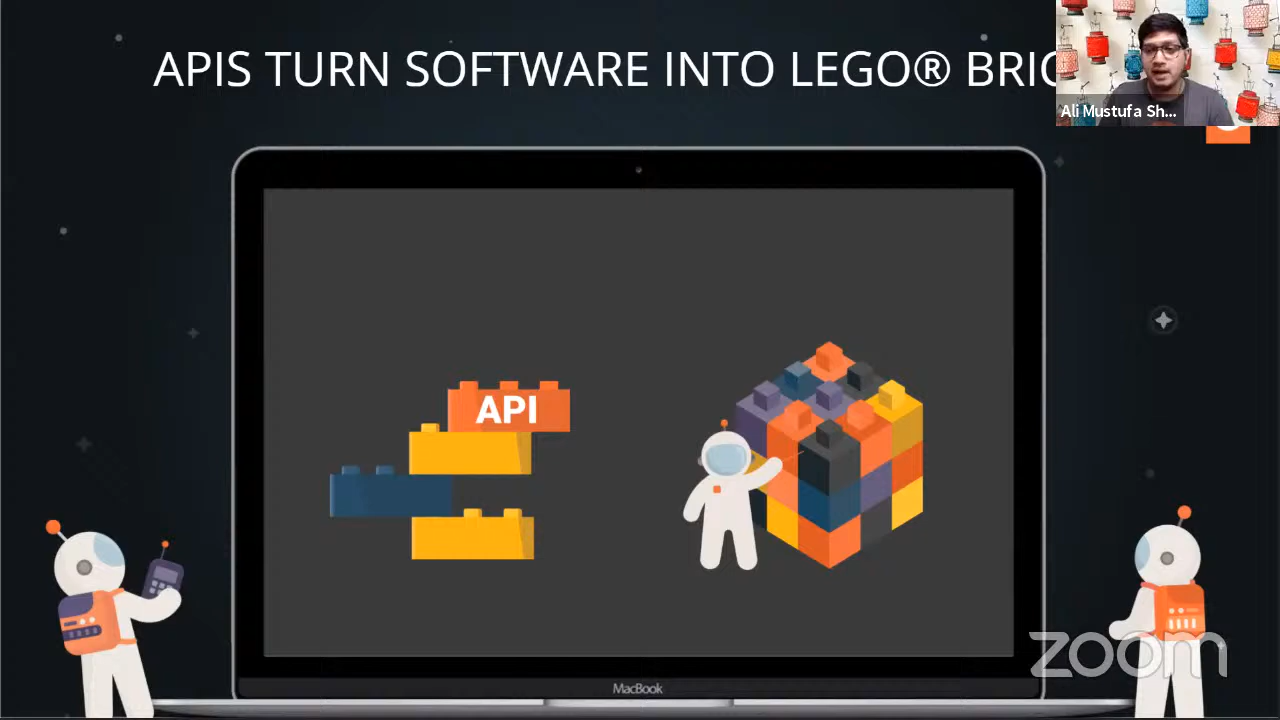 APIS TURN SOFTWARE INTO LEGO® BRIC
Ali Mustufa Sh...
API
zoom
MacBook